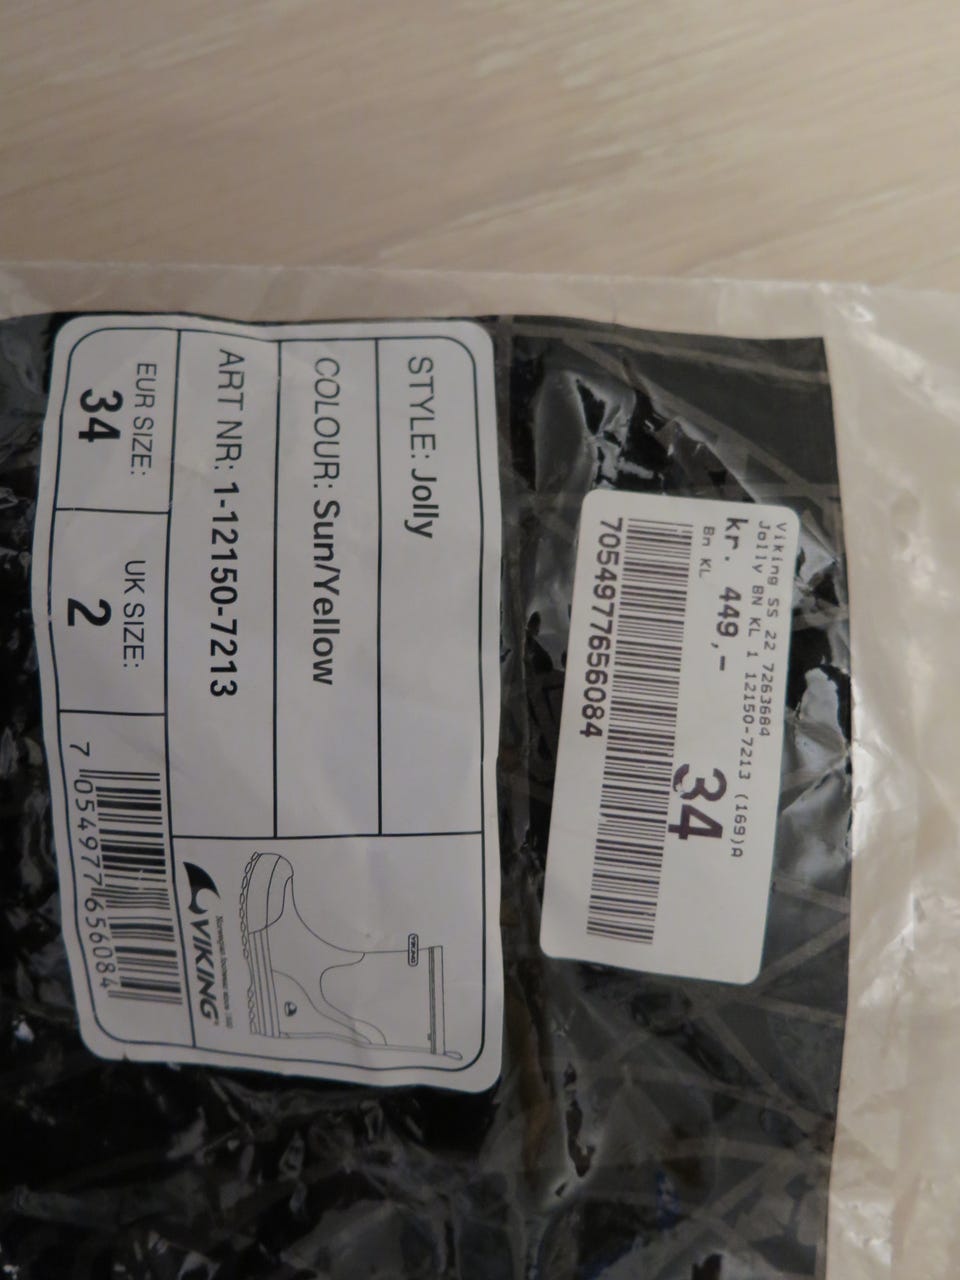 Viking SS 22 7263684
Jolly BN KL 1 12150-7213 (169)A
kr. 449,-
34
Bn KL
7054977656084
STYLE: Jolly
COLOUR: Sun/Yellow
ART NR: 1-12150-7213
EUR SIZE:
34
UK SIZE:
2
7 054977 656084
VIKING
VIKING